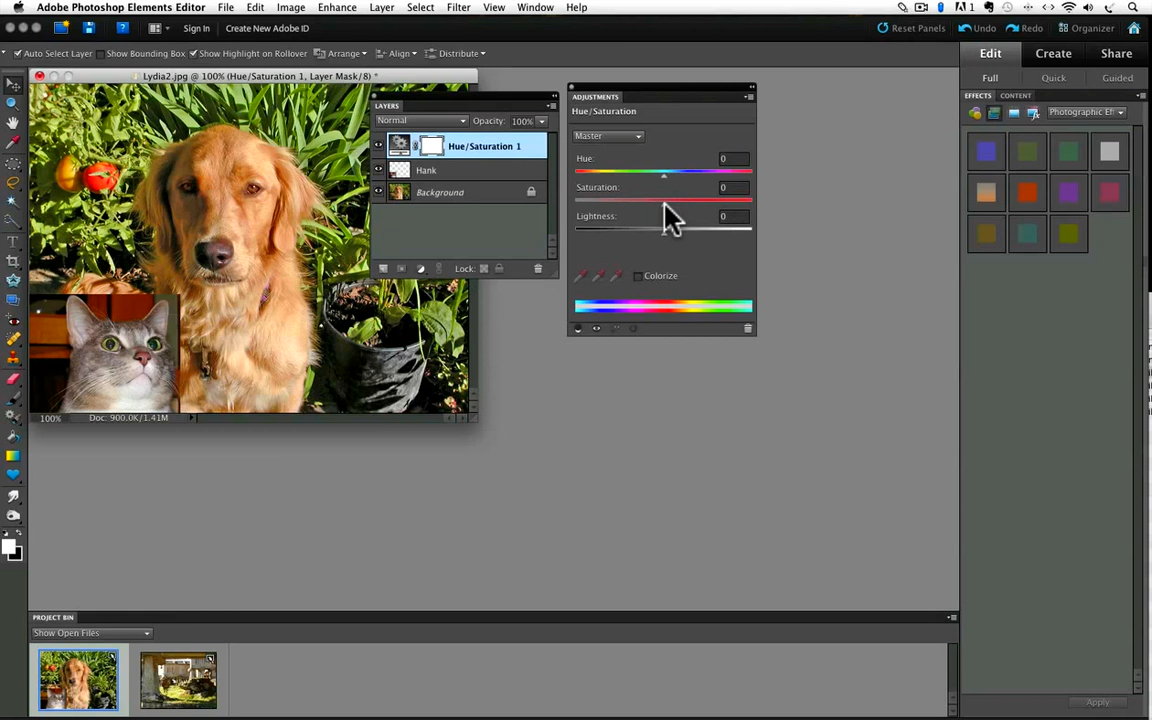 Adobe Photoshop Elements Editor File Edit Image Enhance Layer Select Filter View Window Help
Sign In Create New Adobe ID Reset Panels Undo Redo Organizer
Auto Select Layer Show Bounding Box Show Highlight on Rollover Arrange Align Distribute
Edit Create Share
Full Quick Guided
EFFECTS CONTENT
Photographic Eff
Lydia2.jpg @ 100% (Hue/Saturation 1, Layer Mask/8) *
LAYERS
Normal Opacity: 100%
Hue/Saturation 1
Hank
Background
Lock:
ADJUSTMENTS
Hue/Saturation
Master
Hue: 0
Saturation: 0
Lightness: 0
Colorize
100% Doc: 900.0K/1.41M
PROJECT BIN
Show Open Files
Apply